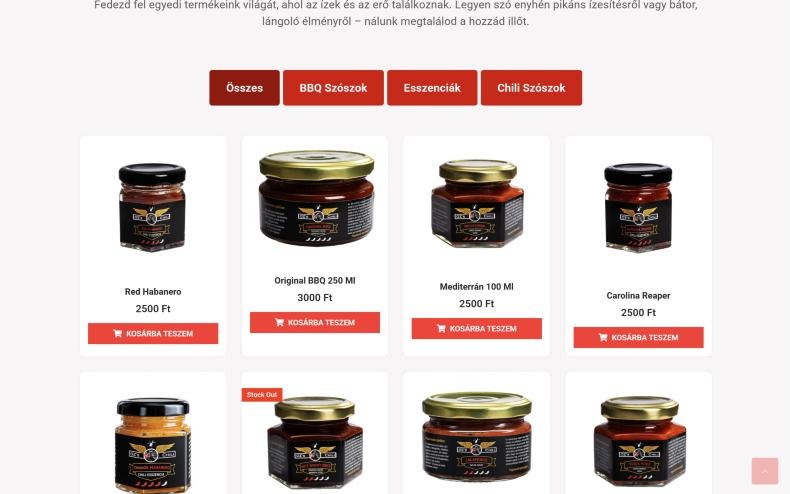 Fedezd fel egyedi termékeink világát, ahol az ízek és az erő találkoznak. Legyen szó enyhén pikáns ízesítésről vagy bátor,
lángoló élményről – nálunk megtalálod a hozzád illőt.
Összes
BBQ Szószok
Esszenciák
Chili Szószok
Red Habanero
2500 Ft
KOSÁRBA TESZEM
Original BBQ 250 Ml
3000 Ft
KOSÁRBA TESZEM
Mediterrán 100 Ml
2500 Ft
KOSÁRBA TESZEM
Carolina Reaper
2500 Ft
KOSÁRBA TESZEM
Stock Out